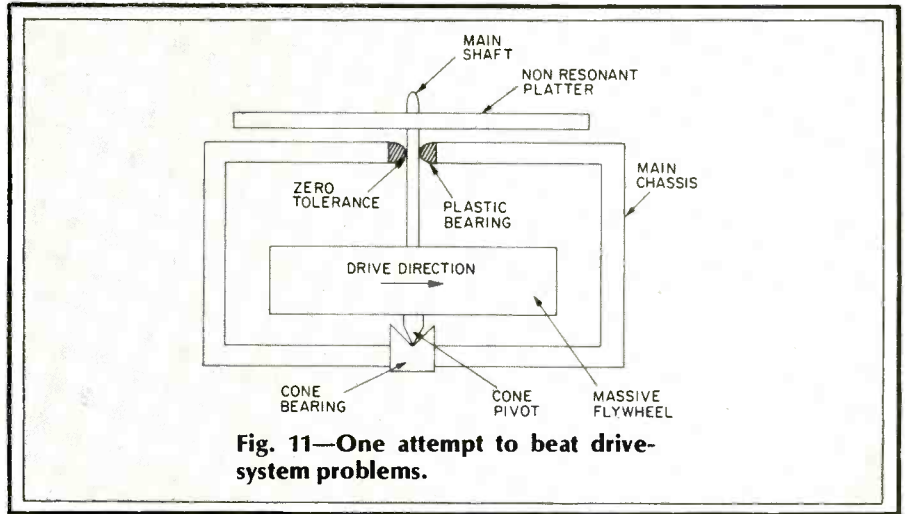 MAIN
SHAFT
NON RESONANT
PLATTER
ZERO
TOLERANCE
PLASTIC
BEARING
MAIN
CHASSIS
DRIVE DIRECTION
CONE
BEARING
CONE
PIVOT
MASSIVE
FLYWHEEL
Fig. 11—One attempt to beat drive-
system problems.